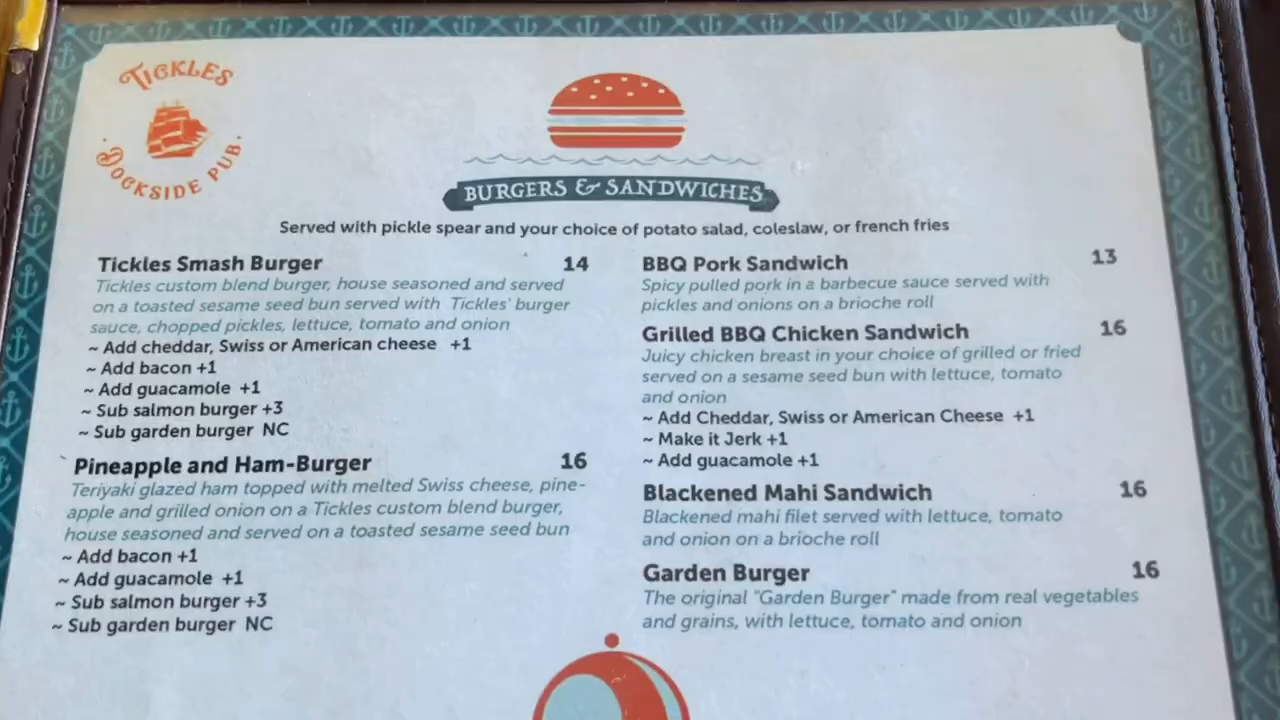 TICKLES
· DOCKSIDE PUB ·
BURGERS & SANDWICHES
Served with pickle spear and your choice of potato salad, coleslaw, or french fries
Tickles Smash Burger 14
Tickles custom blend burger, house seasoned and served
on a toasted sesame seed bun served with Tickles' burger
sauce, chopped pickles, lettuce, tomato and onion
~ Add cheddar, Swiss or American cheese +1
~ Add bacon +1
~ Add guacamole +1
~ Sub salmon burger +3
~ Sub garden burger NC
Pineapple and Ham-Burger 16
Teriyaki glazed ham topped with melted Swiss cheese, pine-
apple and grilled onion on a Tickles custom blend burger,
house seasoned and served on a toasted sesame seed bun
~ Add bacon +1
~ Add guacamole +1
~ Sub salmon burger +3
~ Sub garden burger NC
BBQ Pork Sandwich 13
Spicy pulled pork in a barbecue sauce served with
pickles and onions on a brioche roll
Grilled BBQ Chicken Sandwich 16
Juicy chicken breast in your choice of grilled or fried
served on a sesame seed bun with lettuce, tomato
and onion
~ Add Cheddar, Swiss or American Cheese +1
~ Make it Jerk +1
~ Add guacamole +1
Blackened Mahi Sandwich 16
Blackened mahi filet served with lettuce, tomato
and onion on a brioche roll
Garden Burger 16
The original "Garden Burger" made from real vegetables
and grains, with lettuce, tomato and onion